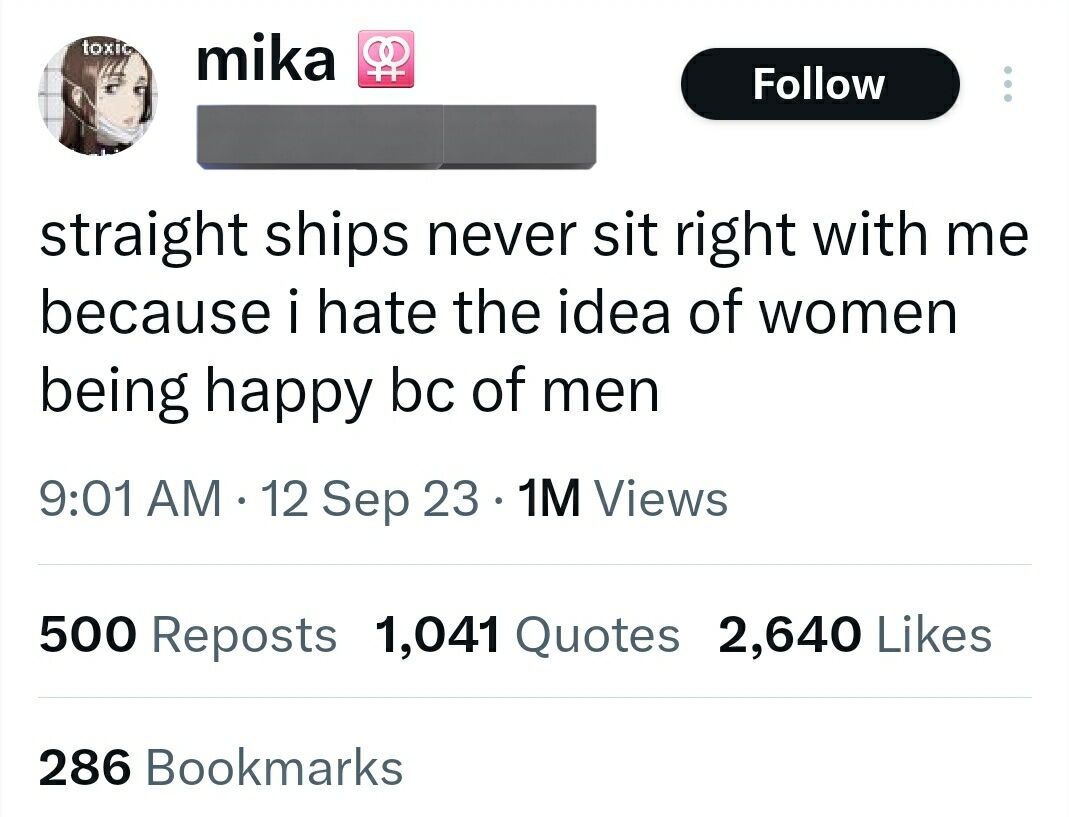 toxic
mika
Follow
straight ships never sit right with me
because i hate the idea of women
being happy bc of men
9:01 AM · 12 Sep 23 · 1M Views
500 Reposts 1,041 Quotes 2,640 Likes
286 Bookmarks